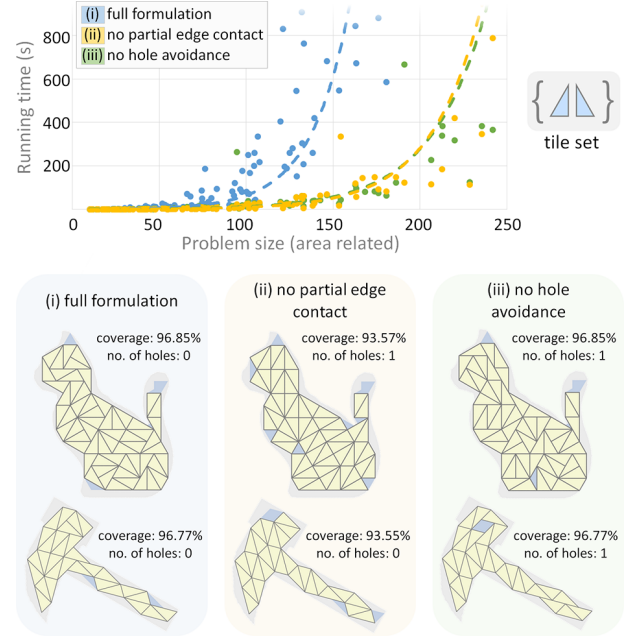 (i) full formulation
(ii) no partial edge contact
(iii) no hole avoidance
Running time (s)
800
600
400
200
0
50
100
150
200
250
Problem size (area related)
{ }
tile set
(i) full formulation
coverage: 96.85%
no. of holes: 0
coverage: 96.77%
no. of holes: 0
(ii) no partial edge
contact
coverage: 93.57%
no. of holes: 1
coverage: 93.55%
no. of holes: 0
(iii) no hole
avoidance
coverage: 96.85%
no. of holes: 1
coverage: 96.77%
no. of holes: 1